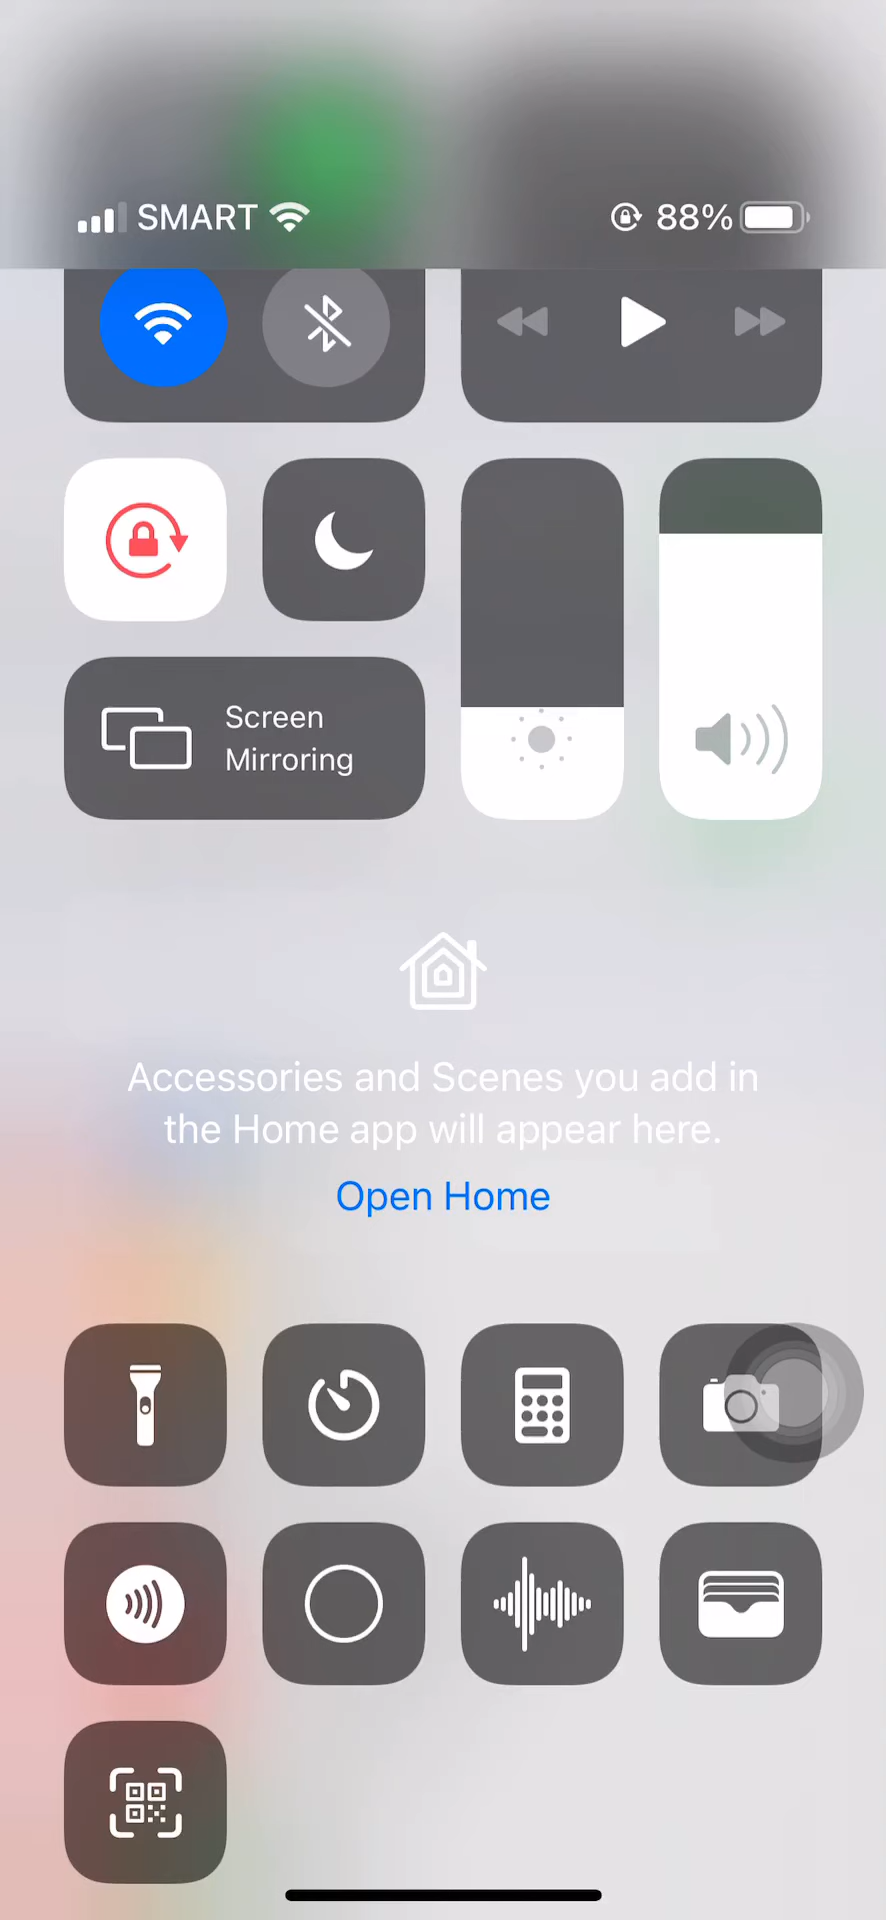 SMART 88%
Screen
Mirroring
Accessories and Scenes you add in
the Home app will appear here.
Open Home